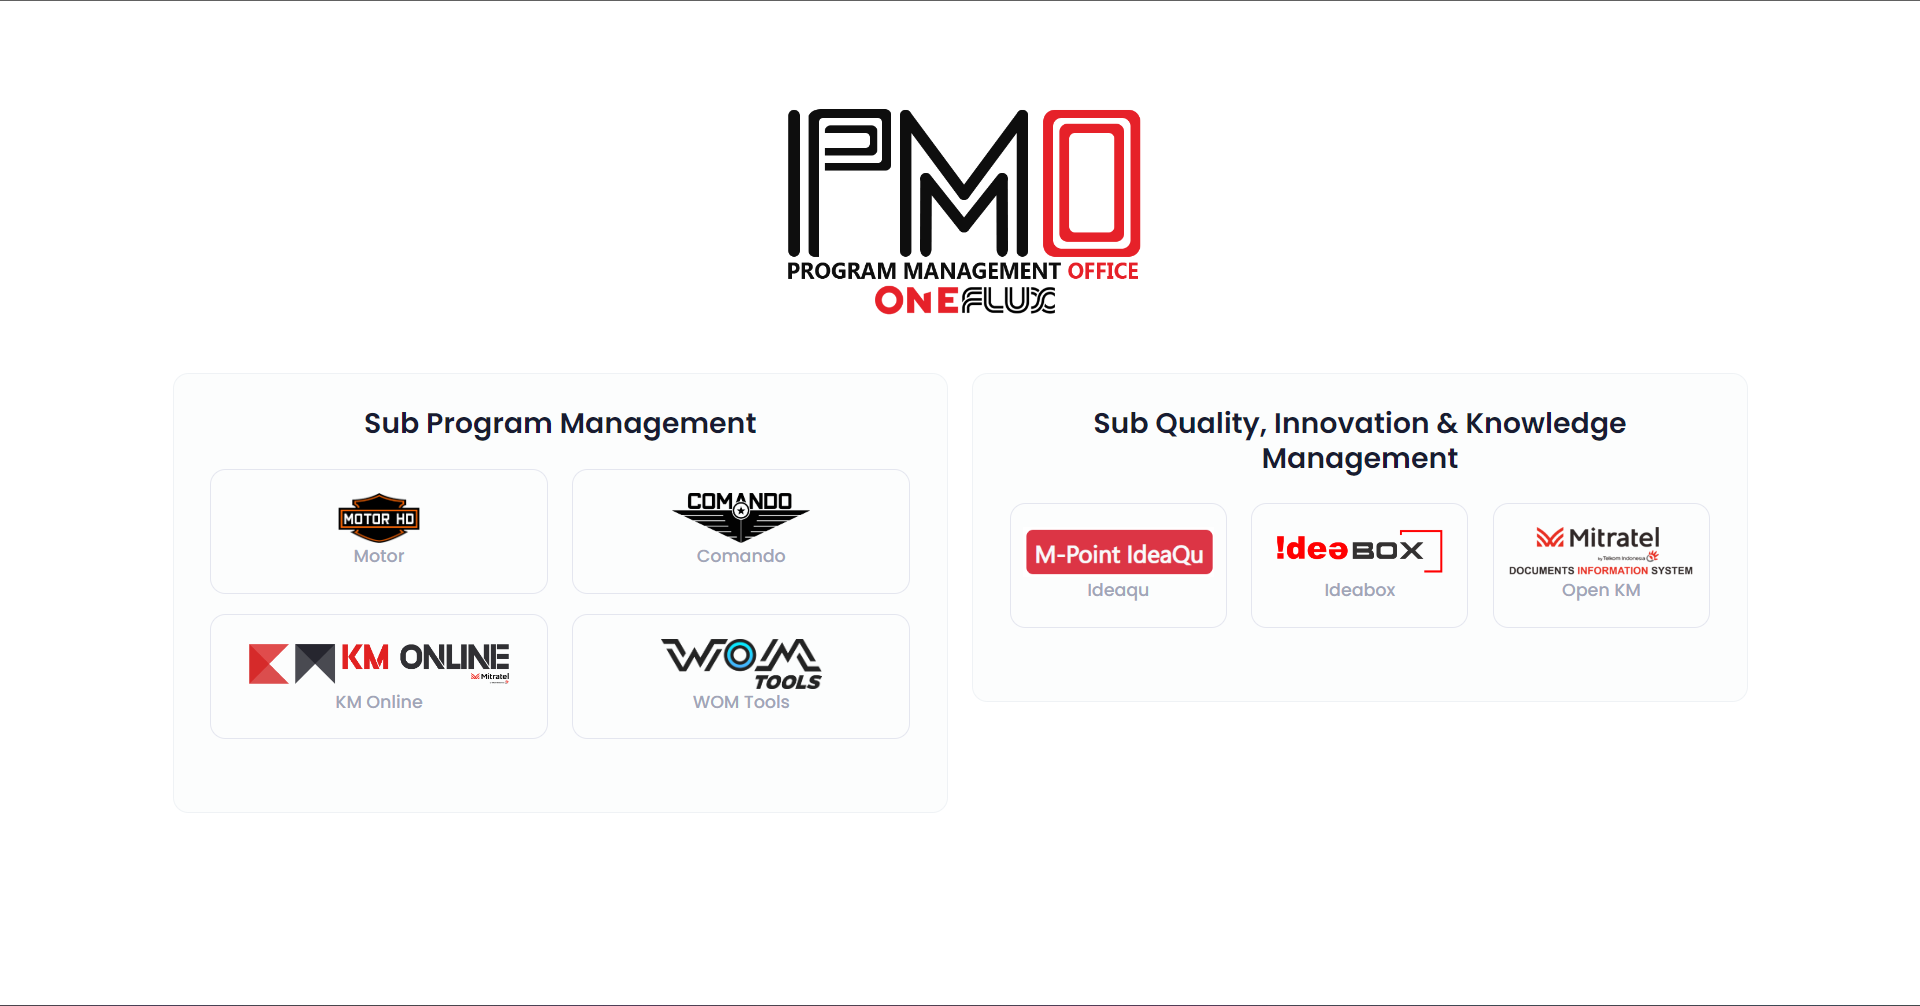 PMO
PROGRAM MANAGEMENT OFFICE
ONEFLUX
Sub Program Management
MOTOR HD
Motor
COMANDO
Comando
KM ONLINE
Mitratel
KM Online
WOM
TOOLS
WOM Tools
Sub Quality, Innovation & Knowledge
Management
M-Point IdeaQu
Ideaqu
!deaBOX
Ideabox
Mitratel
by Telkom Indonesia
DOCUMENTS INFORMATION SYSTEM
Open KM